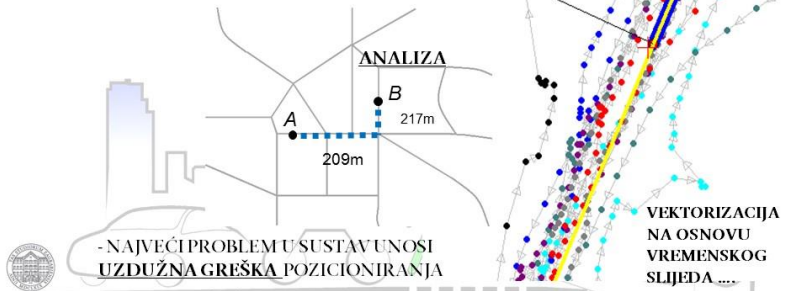 ANALIZA
B
A
217m
209m
- NAJVEĆI PROBLEM U SUSTAV UNOSI
UZDUŽNA GREŠKA POZICIONIRANJA
VEKTORIZACIJA
NA OSNOVU
VREMENSKOG
SLIJEDA ....